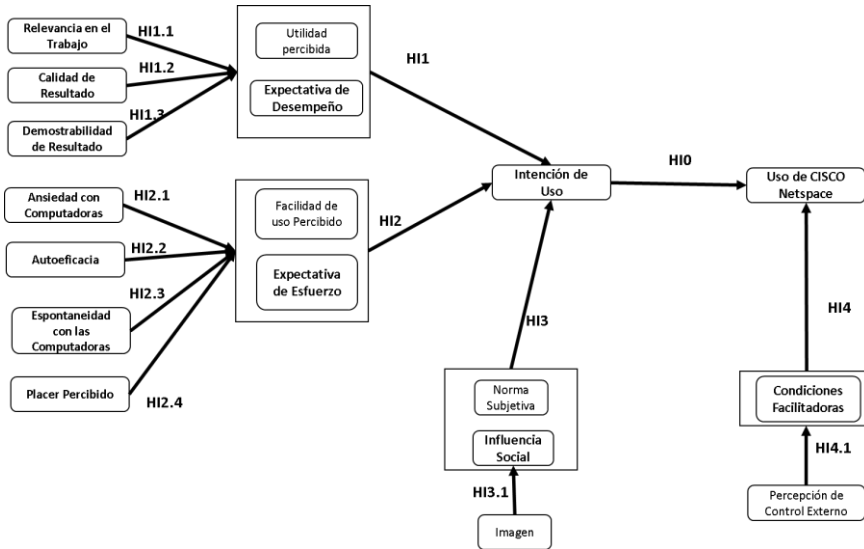 Relevancia en el
Trabajo
HI1.1
Calidad de
Resultado
HI1.2
Demostrabilidad
de Resultado
HI1.3
Utilidad
percibida
Expectativa de
Desempeño
HI1
Ansiedad con
Computadoras
HI2.1
Autoeficacia
HI2.2
Espontaneidad
con las
Computadoras
HI2.3
Placer Percibido
HI2.4
Facilidad de
uso Percibido
Expectativa
de Esfuerzo
HI2
Intención de
Uso
HI0
Uso de CISCO
Netspace
HI3
Norma
Subjetiva
Influencia
Social
HI3.1
Imagen
HI4
Condiciones
Facilitadoras
HI4.1
Percepción de
Control Externo